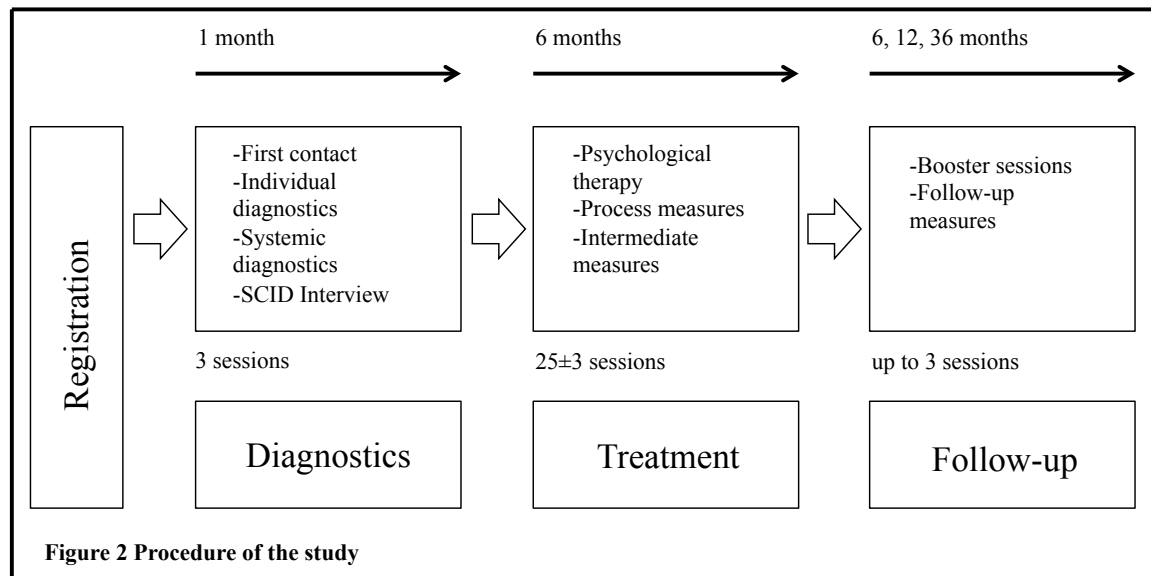 1 month
6 months
6, 12, 36 months
Registration
-First contact
-Individual
diagnostics
-Systemic
diagnostics
-SCID Interview
-Psychological
therapy
-Process measures
-Intermediate
measures
-Booster sessions
-Follow-up
measures
3 sessions
25±3 sessions
up to 3 sessions
Diagnostics
Treatment
Follow-up
Figure 2 Procedure of the study